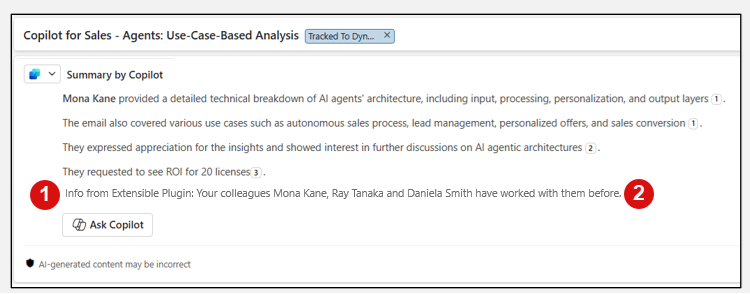 Copilot for Sales - Agents: Use-Case-Based Analysis Tracked To Dyn... ×
Summary by Copilot
Mona Kane provided a detailed technical breakdown of AI agents' architecture, including input, processing, personalization, and output layers 1 .
The email also covered various use cases such as autonomous sales process, lead management, personalized offers, and sales conversion 1 .
They expressed appreciation for the insights and showed interest in further discussions on AI agentic architectures 2 .
They requested to see ROI for 20 licenses 3 .
1 Info from Extensible Plugin: Your colleagues Mona Kane, Ray Tanaka and Daniela Smith have worked with them before. 2
Ask Copilot
AI-generated content may be incorrect